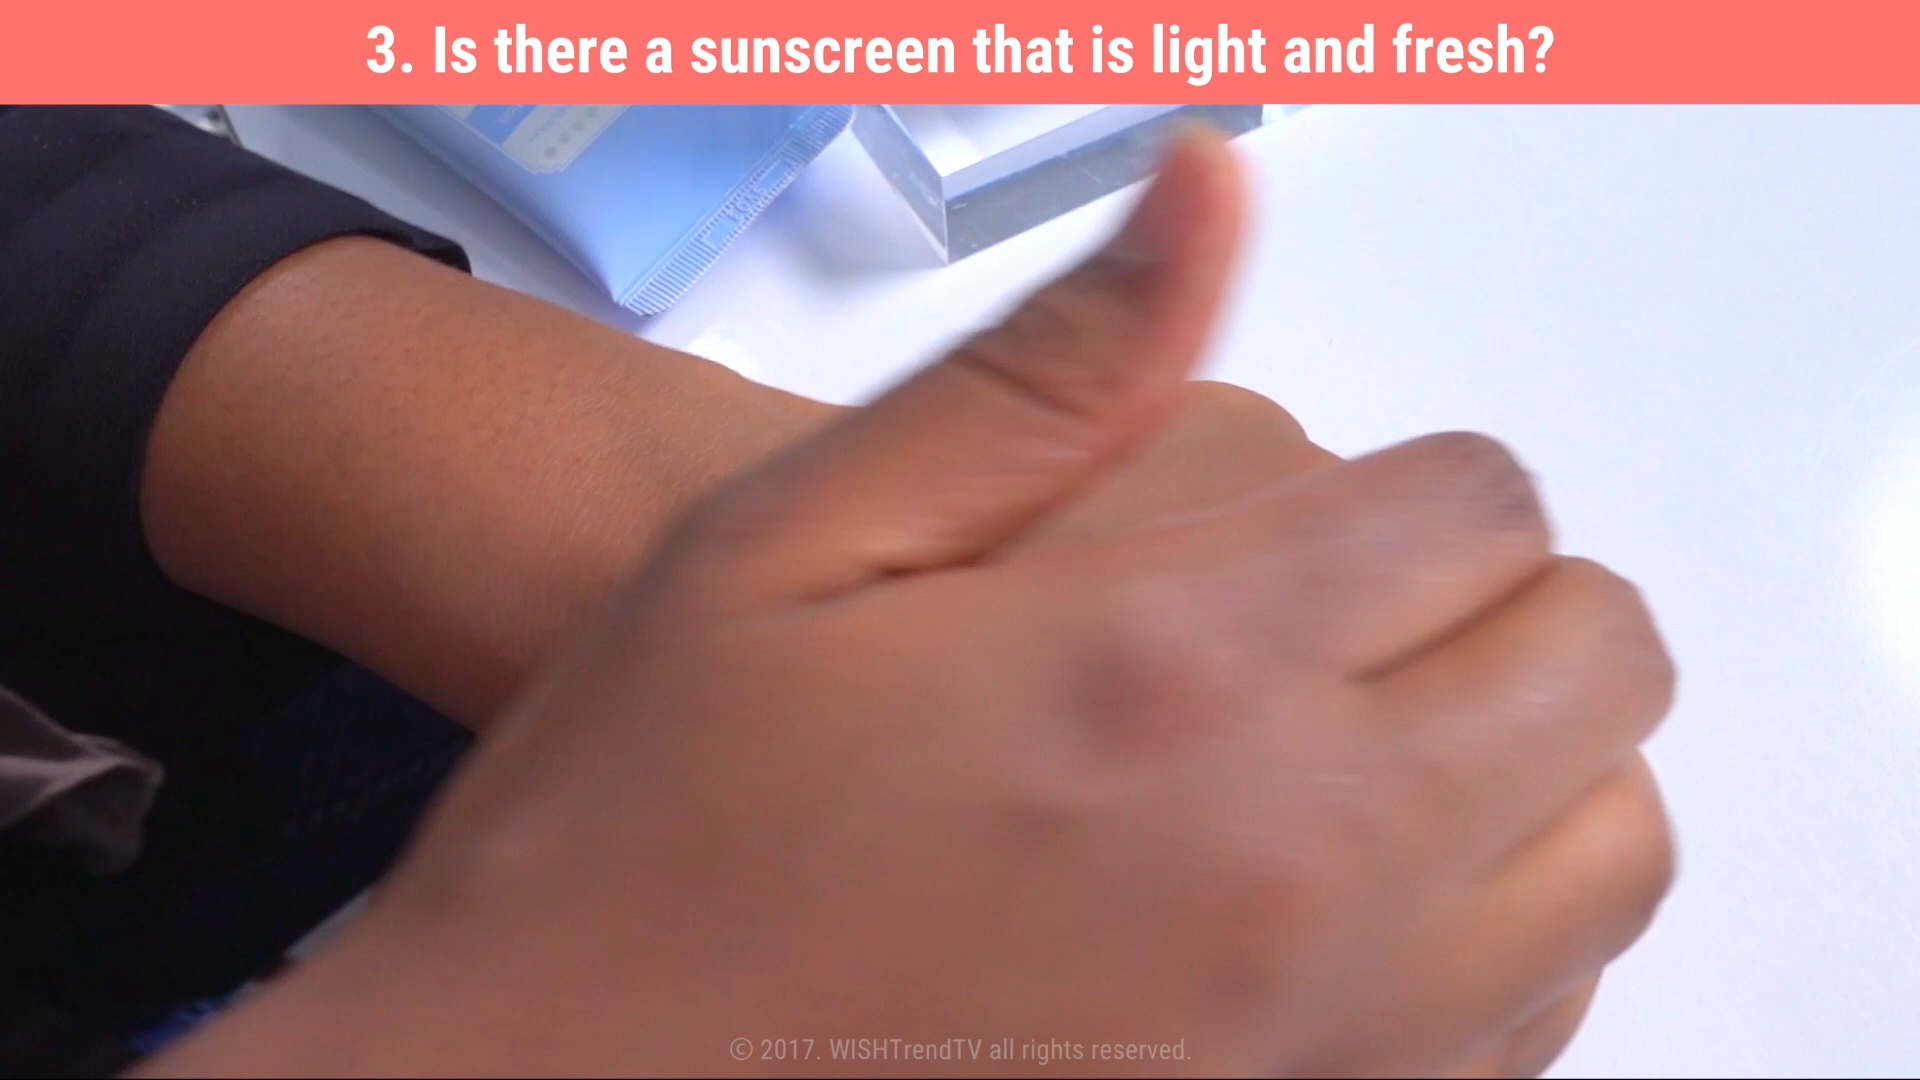 3. Is there a sunscreen that is light and fresh?
© 2017. WISHTrendTV all rights reserved.